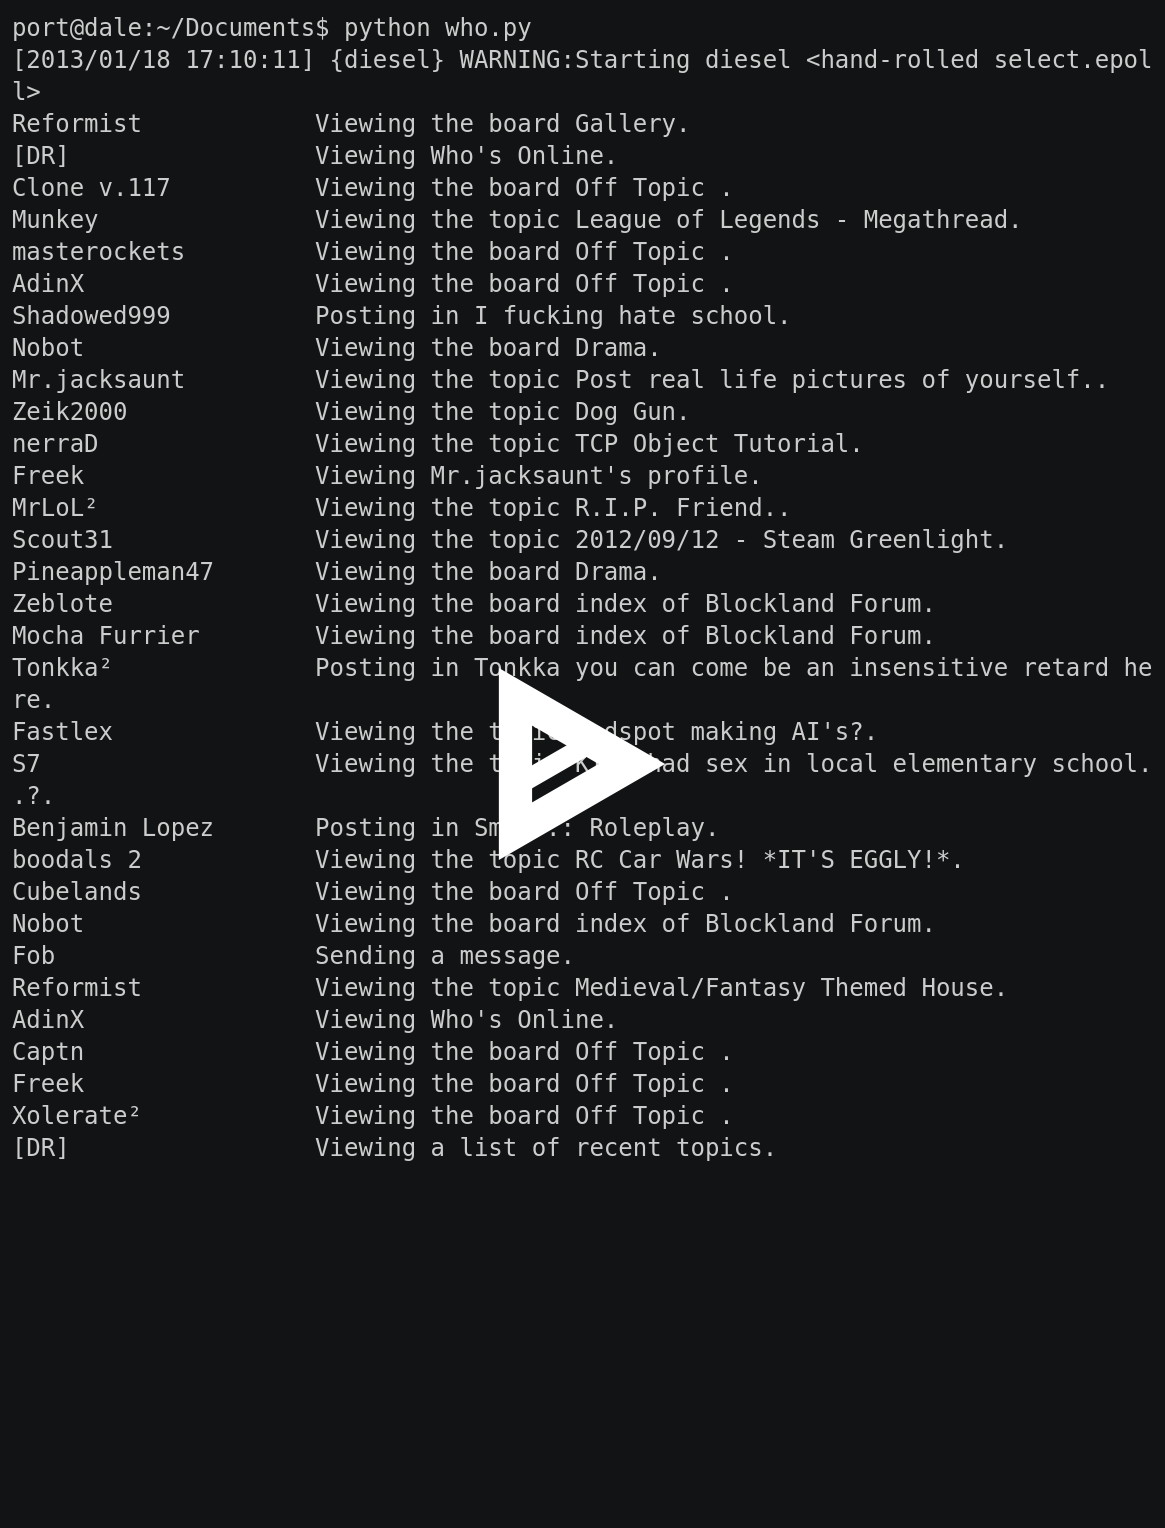 port@dale:~/Documents$ python who.py
[2013/01/18 17:10:11] {diesel} WARNING:Starting diesel <hand-rolled select.epol
l>
Reformist Viewing the board Gallery.
[DR] Viewing Who's Online.
Clone v.117 Viewing the board Off Topic .
Munkey Viewing the topic League of Legends - Megathread.
masterockets Viewing the board Off Topic .
AdinX Viewing the board Off Topic .
Shadowed999 Posting in I fucking hate school.
Nobot Viewing the board Drama.
Mr.jacksaunt Viewing the topic Post real life pictures of yourself..
Zeik2000 Viewing the topic Dog Gun.
nerraD Viewing the topic TCP Object Tutorial.
Freek Viewing Mr.jacksaunt's profile.
MrLoL² Viewing the topic R.I.P. Friend..
Scout31 Viewing the topic 2012/09/12 - Steam Greenlight.
Pineappleman47 Viewing the board Drama.
Zeblote Viewing the board index of Blockland Forum.
Mocha Furrier Viewing the board index of Blockland Forum.
Tonkka² Posting in Tonkka you can come be an insensitive retard he
re.
Fastlex Viewing the topic making AI's?.
S7 Viewing the topic had sex in local elementary school.
.?.
Benjamin Lopez Posting in Roleplay.
boodals 2 Viewing the topic RC Car Wars! *IT'S EGGLY!*.
Cubelands Viewing the board Off Topic .
Nobot Viewing the board index of Blockland Forum.
Fob Sending a message.
Reformist Viewing the topic Medieval/Fantasy Themed House.
AdinX Viewing Who's Online.
Captn Viewing the board Off Topic .
Freek Viewing the board Off Topic .
Xolerate² Viewing the board Off Topic .
[DR] Viewing a list of recent topics.